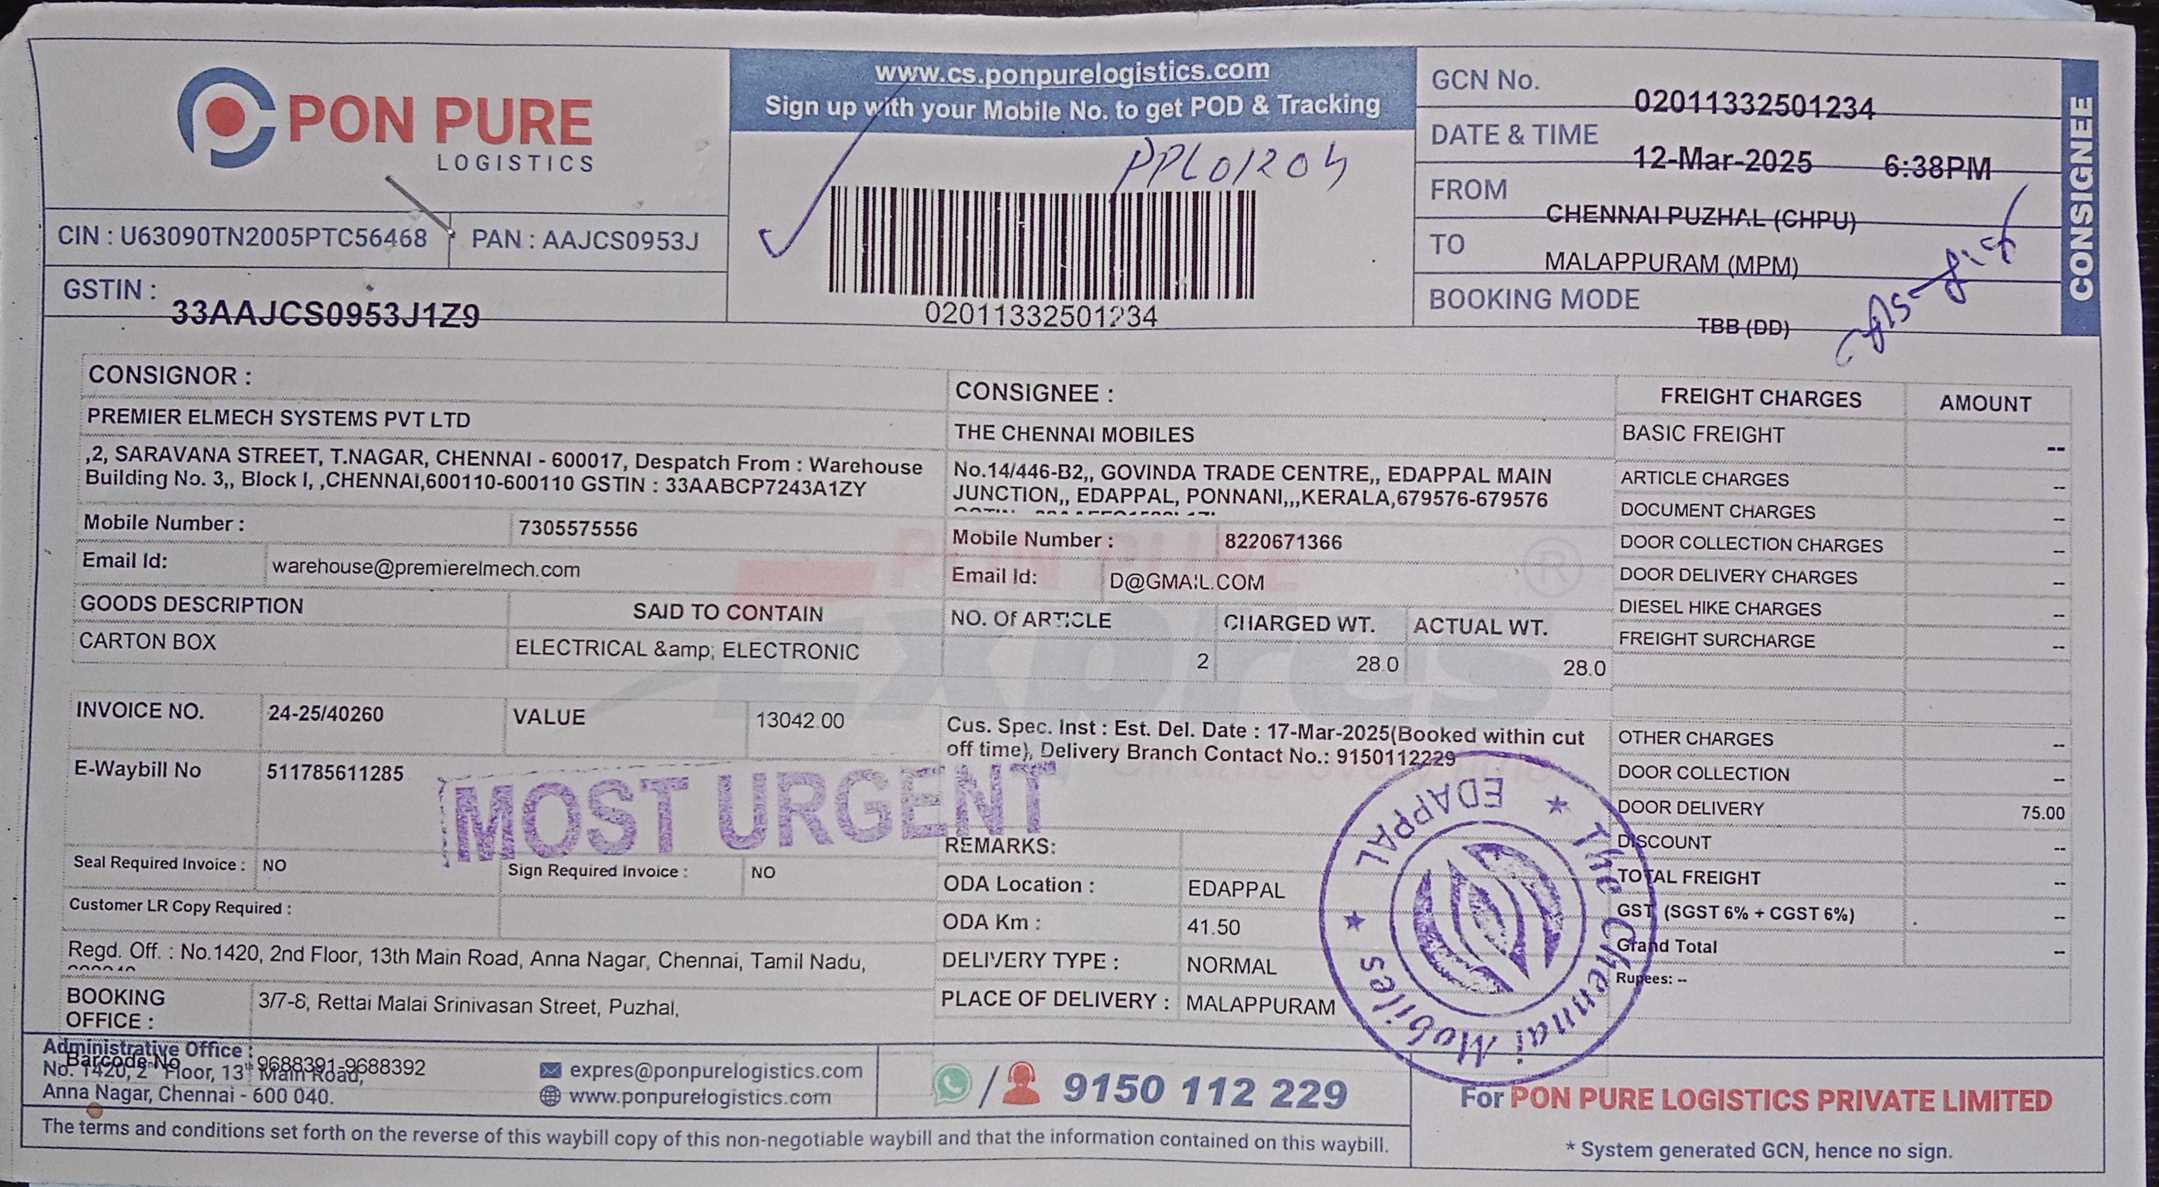 PON PURE
LOGISTICS
CIN : U63090TN2005PTC56468
PAN : AAJCS0953J
GSTIN : 33AAJCS0953J1Z9
www.cs.ponpurelogistics.com
Sign up with your Mobile No. to get POD & Tracking
PPL01204
02011332501234
GCN No. 02011332501234
DATE & TIME 12-Mar-2025 6:38PM
FROM CHENNAI PUZHAL (CHPU)
TO MALAPPURAM (MPM)
BOOKING MODE TBB (DD)
CONSIGNEE
CONSIGNOR :
PREMIER ELMECH SYSTEMS PVT LTD
,2, SARAVANA STREET, T.NAGAR, CHENNAI - 600017, Despatch From : Warehouse
Building No. 3,, Block I, ,CHENNAI,600110-600110 GSTIN : 33AABCP7243A1ZY
Mobile Number : 7305575556
Email Id: warehouse@premierelmech.com
GOODS DESCRIPTION SAID TO CONTAIN
CARTON BOX ELECTRICAL &amp; ELECTRONIC
CONSIGNEE :
THE CHENNAI MOBILES
No.14/446-B2,, GOVINDA TRADE CENTRE,, EDAPPAL MAIN
JUNCTION,, EDAPPAL, PONNANI,,,KERALA,679576-679576
Mobile Number : 8220671366
Email Id: D@GMAIL.COM
NO. Of ARTICLE CHARGED WT. ACTUAL WT.
2 28.0 28.0
FREIGHT CHARGES AMOUNT
BASIC FREIGHT --
ARTICLE CHARGES --
DOCUMENT CHARGES --
DOOR COLLECTION CHARGES --
DOOR DELIVERY CHARGES --
DIESEL HIKE CHARGES --
FREIGHT SURCHARGE --
OTHER CHARGES --
DOOR COLLECTION --
DOOR DELIVERY 75.00
DISCOUNT --
TOTAL FREIGHT --
GST (SGST 6% + CGST 6%) --
Grand Total --
Rupees: --
PON PURE
Expres ®
INVOICE NO. 24-25/40260 VALUE 13042.00
E-Waybill No 511785611285
MOST URGENT
Seal Required Invoice : NO Sign Required Invoice : NO
Customer LR Copy Required :
Regd. Off. : No.1420, 2nd Floor, 13th Main Road, Anna Nagar, Chennai, Tamil Nadu,
BOOKING OFFICE : 3/7-8, Rettai Malai Srinivasan Street, Puzhal,
Cus. Spec. Inst : Est. Del. Date : 17-Mar-2025(Booked within cut
off time), Delivery Branch Contact No.: 9150112229
REMARKS:
ODA Location : EDAPPAL
ODA Km : 41.50
DELIVERY TYPE : NORMAL
PLACE OF DELIVERY : MALAPPURAM
The Chennai Mobiles ★ EDAPPAL ★
Administrative Office :
No. 1420, 2nd Floor, 13th Main Road,
Anna Nagar, Chennai - 600 040.
Barcode No 9688391-9688392
expres@ponpurelogistics.com
www.ponpurelogistics.com
9150 112 229
For PON PURE LOGISTICS PRIVATE LIMITED
* System generated GCN, hence no sign.
The terms and conditions set forth on the reverse of this waybill copy of this non-negotiable waybill and that the information contained on this waybill.